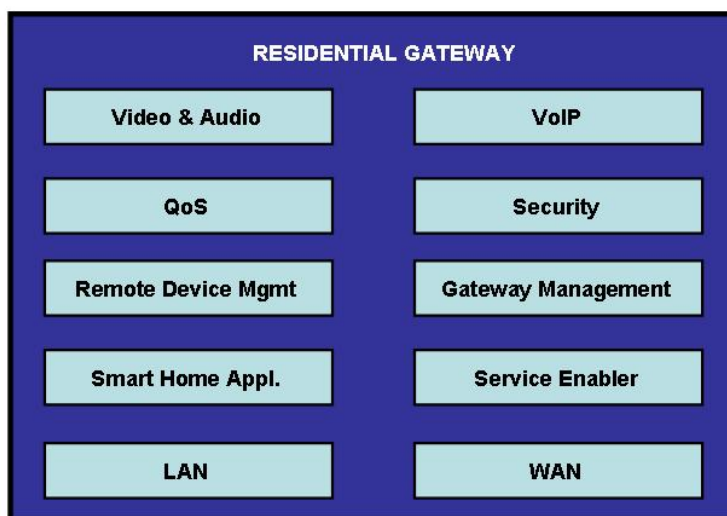 RESIDENTIAL GATEWAY
Video & Audio
VoIP
QoS
Security
Remote Device Mgmt
Gateway Management
Smart Home Appl.
Service Enabler
LAN
WAN